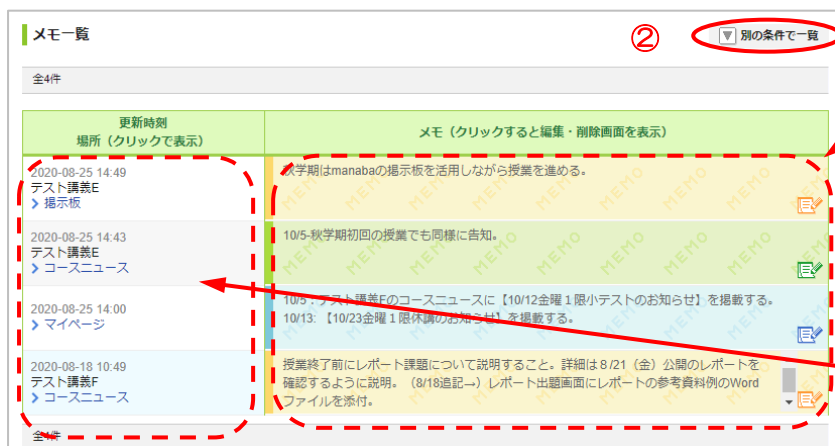 メモ一覧
②
別の条件で一覧
全4件
更新時刻
場所（クリックで表示）
メモ（クリックすると編集・削除画面を表示）
2020-08-25 14:49
テスト講義E
掲示板
秋学期はmanabaの掲示板を活用しながら授業を進める。
2020-08-25 14:43
テスト講義E
コースニュース
10/5-秋学期初回の授業でも同様に告知。
2020-08-25 14:00
マイページ
10/5：テスト講義Fのコースニュースに【10/12金曜１限小テストのお知らせ】を掲載する。
10/13: 【10/23金曜１限休講のお知らせ】を掲載する。
2020-08-18 10:49
テスト講義F
コースニュース
授業終了前にレポート課題について説明すること。詳細は８/21（金）公開のレポートを
確認するように説明。（8/18追記→）レポート出題画面にレポートの参考資料例のWord
ファイルを添付。
全4件
MEMO